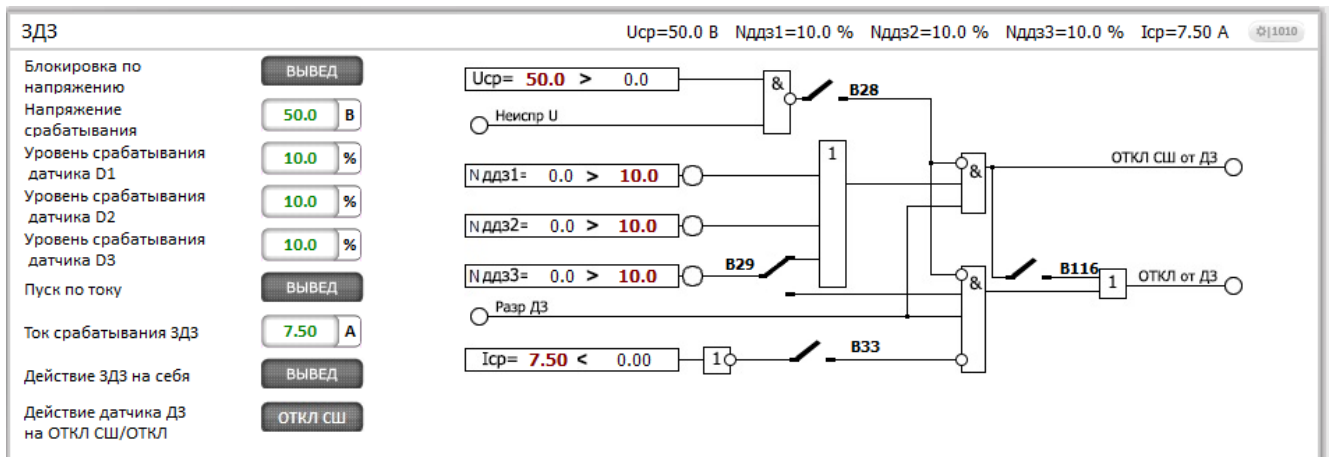 ЗДЗ
Uср=50.0 В Nддз1=10.0 % Nддз2=10.0 % Nддз3=10.0 % Iср=7.50 А |1010
Блокировка по
напряжению
ВЫВЕД
Напряжение
срабатывания
50.0 В
Уровень срабатывания
датчика D1
10.0 %
Уровень срабатывания
датчика D2
10.0 %
Уровень срабатывания
датчика D3
10.0 %
Пуск по току
ВЫВЕД
Ток срабатывания ЗДЗ
7.50 А
Действие ЗДЗ на себя
ВЫВЕД
Действие датчика ДЗ
на ОТКЛ СШ/ОТКЛ
ОТКЛ СШ
Uср= 50.0 > 0.0
&
B28
Неиспр U
1
&
ОТКЛ СШ от ДЗ
N ддз1= 0.0 > 10.0
N ддз2= 0.0 > 10.0
N ддз3= 0.0 > 10.0
B29
&
B116
1
ОТКЛ от ДЗ
Разр ДЗ
Iср= 7.50 < 0.00
1
B33